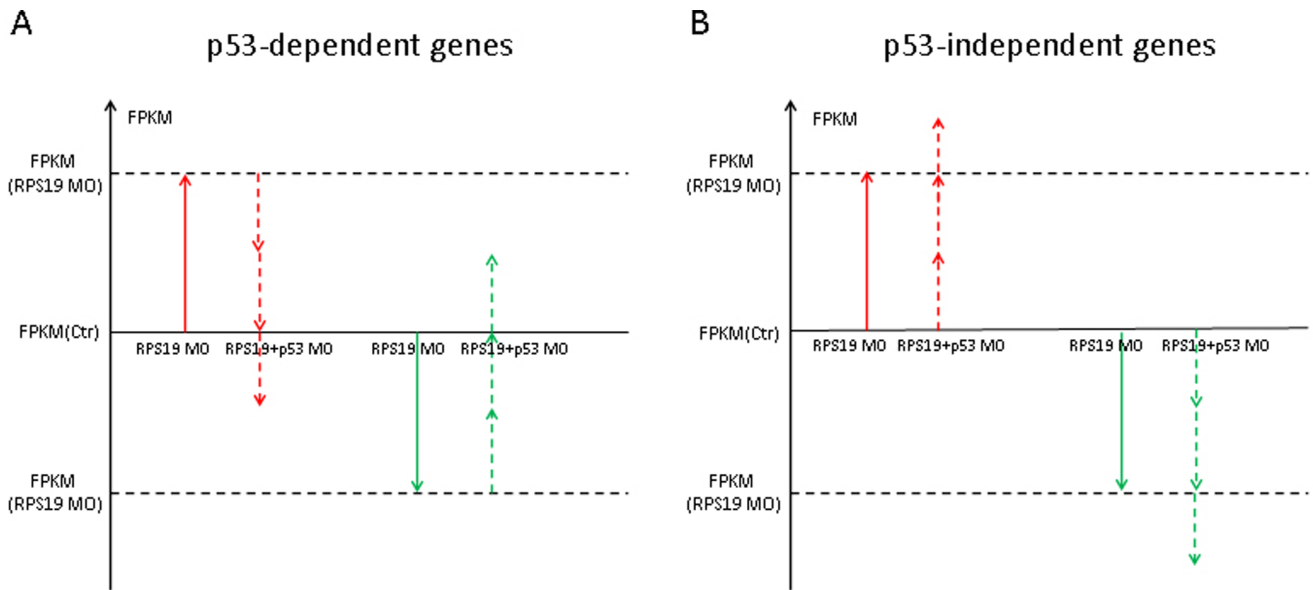 A
p53-dependent genes
FPKM
FPKM
(RPS19 MO)
FPKM(Ctr)
RPS19 MO
RPS19+p53 MO
RPS19 MO
RPS19+p53 MO
FPKM
(RPS19 MO)
B
p53-independent genes
FPKM
FPKM
(RPS19 MO)
FPKM(Ctr)
RPS19 MO
RPS19+p53 MO
RPS19 MO
RPS19+p53 MO
FPKM
(RPS19 MO)